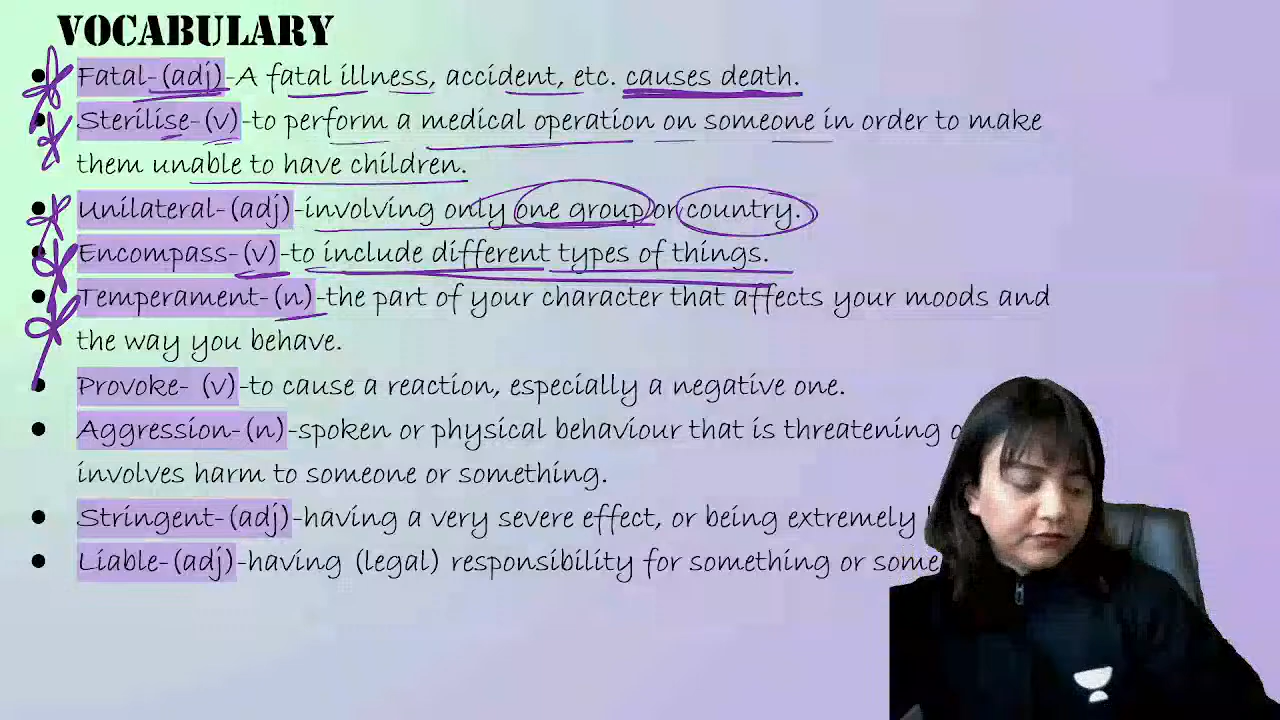 VOCABULARY
• Fatal-(adj)-A fatal illness, accident, etc. causes death.
• Sterilise-(v)-to perform a medical operation on someone in order to make
them unable to have children.
• Unilateral-(adj)-involving only one group or country.
• Encompass-(v)-to include different types of things.
• Temperament-(n)-the part of your character that affects your moods and
the way you behave.
• Provoke- (v)-to cause a reaction, especially a negative one.
• Aggression-(n)-spoken or physical behaviour that is threatening
involves harm to someone or something.
• Stringent-(adj)-having a very severe effect, or being extremely
• Liable-(adj)-having (legal) responsibility for something or